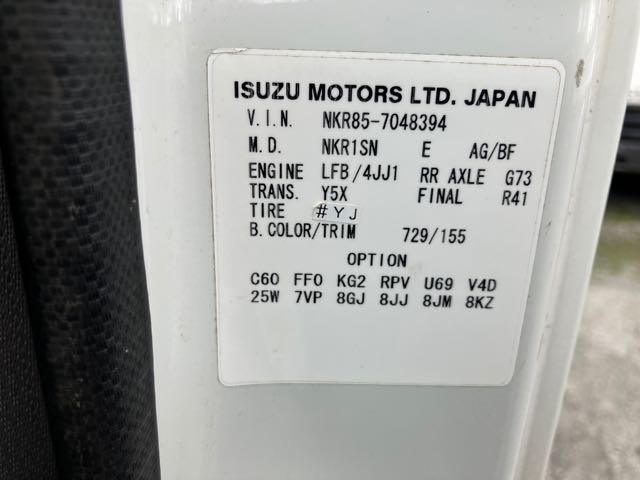 ISUZU MOTORS LTD. JAPAN
V.I.N. NKR85-7048394
M.D. NKR1SN E AG/BF
ENGINE LFB/4JJ1 RR AXLE G73
TRANS. Y5X FINAL R41
TIRE #YJ
B.COLOR/TRIM 729/155
OPTION
C60 FF0 KG2 RPV U69 V4D
25W 7VP 8GJ 8JJ 8JM 8KZ